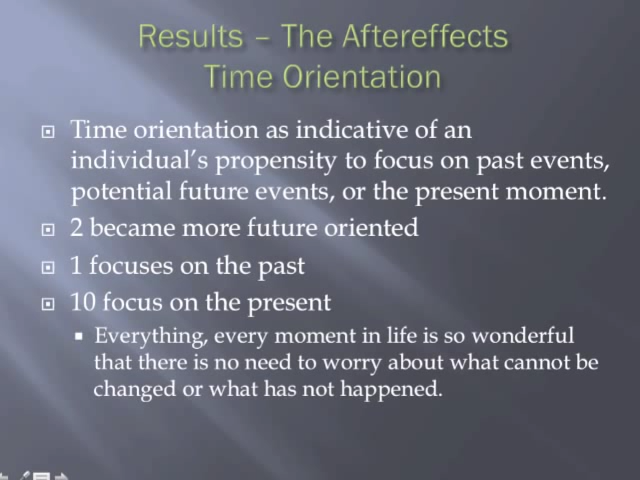 Results – The Aftereffects
Time Orientation
Time orientation as indicative of an
individual’s propensity to focus on past events,
potential future events, or the present moment.
2 became more future oriented
1 focuses on the past
10 focus on the present
Everything, every moment in life is so wonderful
that there is no need to worry about what cannot be
changed or what has not happened.